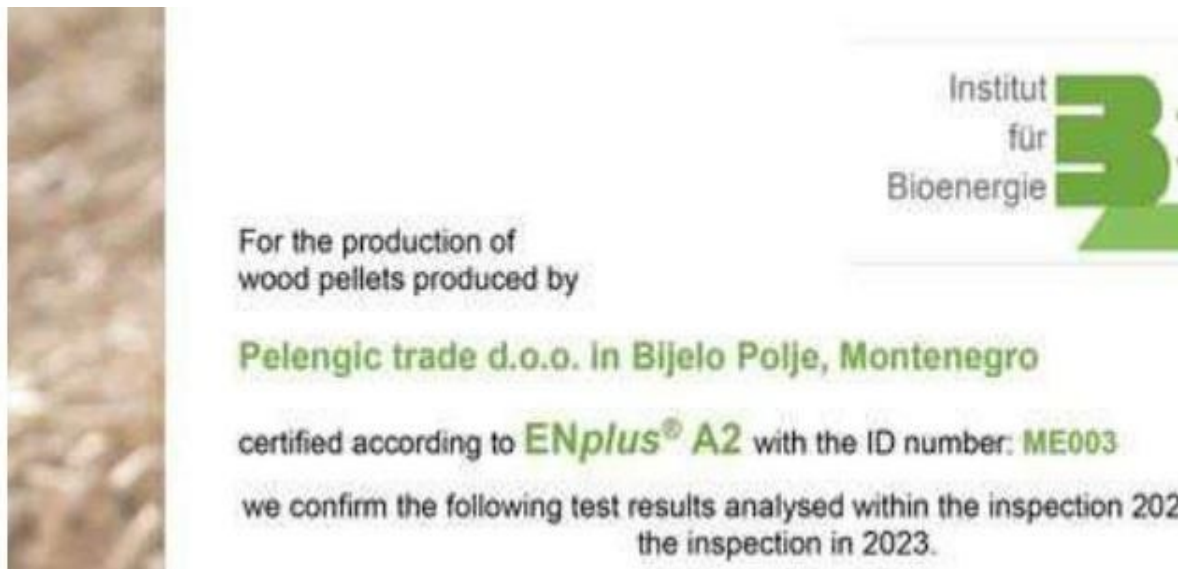 Institut
für
Bioenergie
For the production of
wood pellets produced by
Pelengic trade d.o.o. in Bijelo Polje, Montenegro
certified according to ENplus® A2 with the ID number: ME003
we confirm the following test results analysed within the inspection 202
the inspection in 2023.